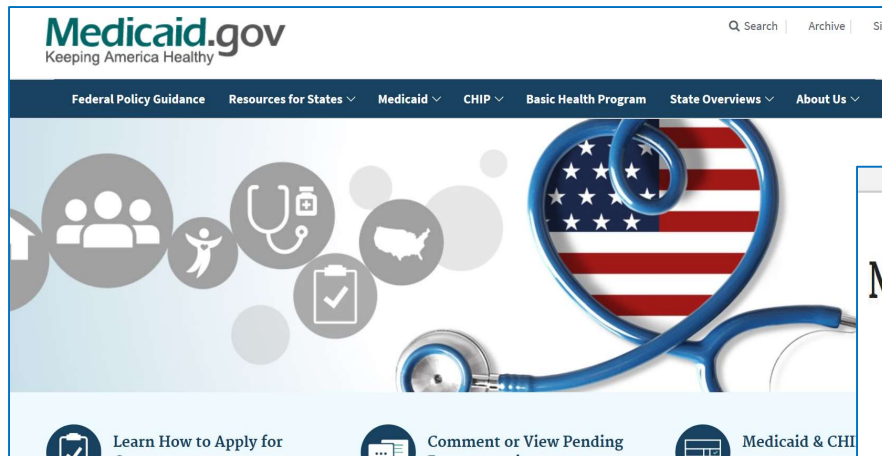 Medicaid.gov
Keeping America Healthy
Search Archive
Federal Policy Guidance Resources for States Medicaid CHIP Basic Health Program State Overviews About Us
Learn How to Apply for
Comment or View Pending
Medicaid &